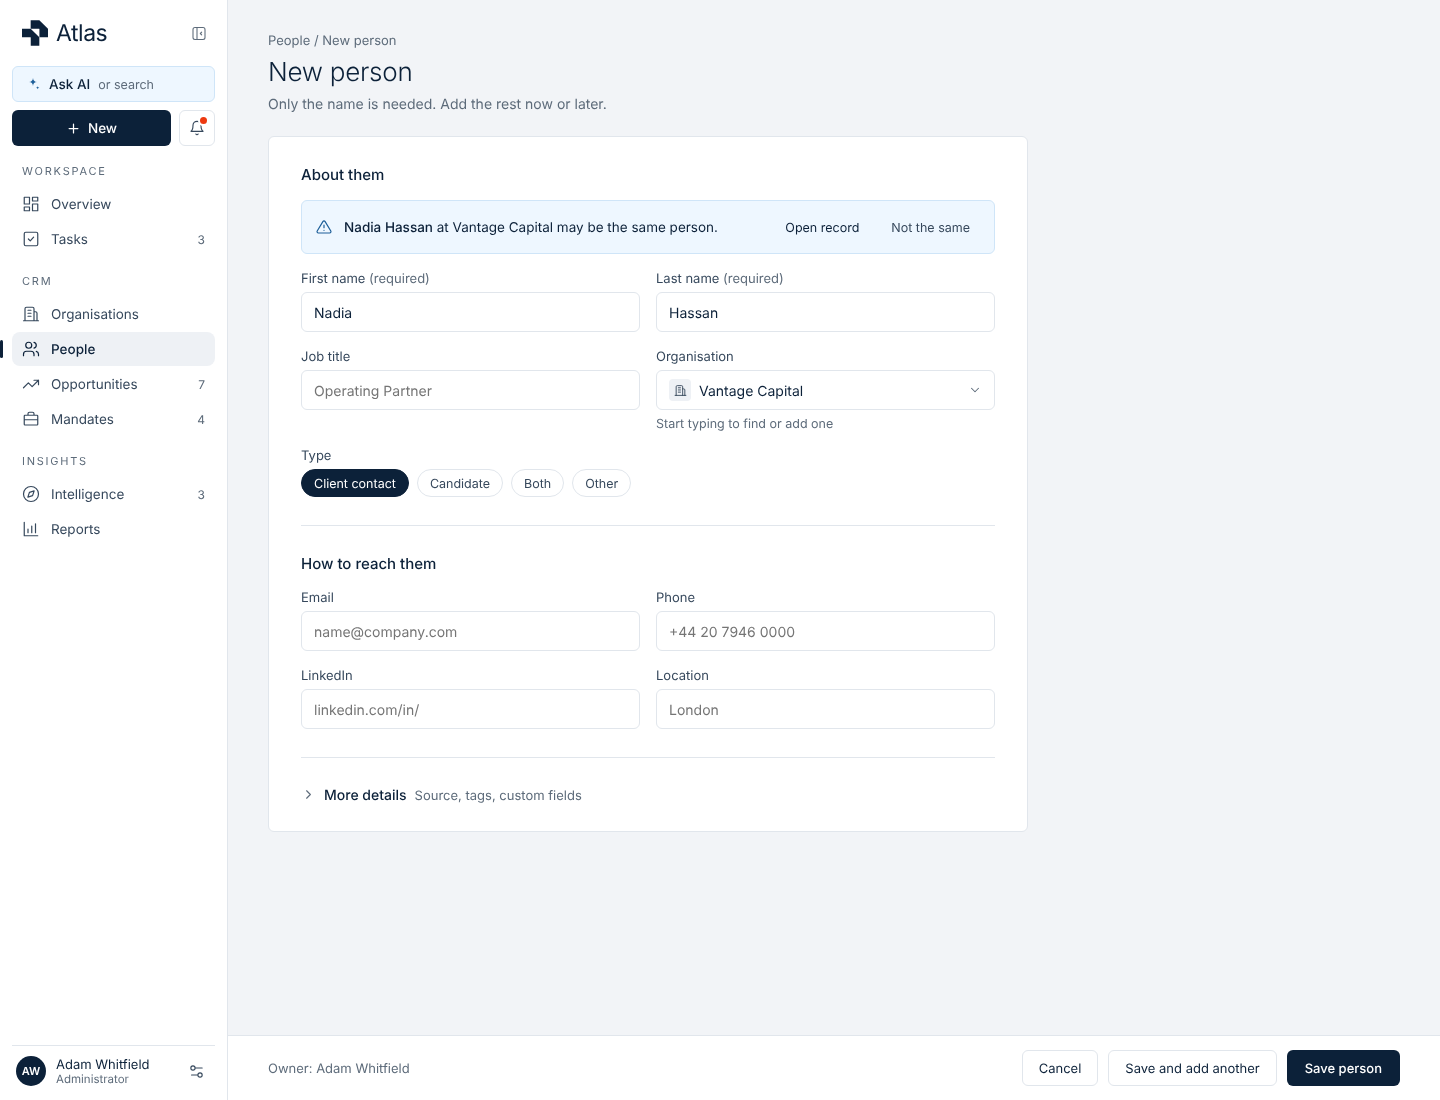 Atlas
Ask AI or search
New
WORKSPACE
Overview
Tasks 3
CRM
Organisations
People
Opportunities 7
Mandates 4
INSIGHTS
Intelligence 3
Reports
AW
Adam Whitfield
Administrator
People / New person
New person
Only the name is needed. Add the rest now or later.
About them
Nadia Hassan at Vantage Capital may be the same person. Open record Not the same
First name (required) Last name (required)
Nadia Hassan
Job title Organisation
Operating Partner Vantage Capital
Start typing to find or add one
Type
Client contact Candidate Both Other
How to reach them
Email Phone
name@company.com +44 20 7946 0000
LinkedIn Location
linkedin.com/in/ London
More details Source, tags, custom fields
Owner: Adam Whitfield Cancel Save and add another Save person